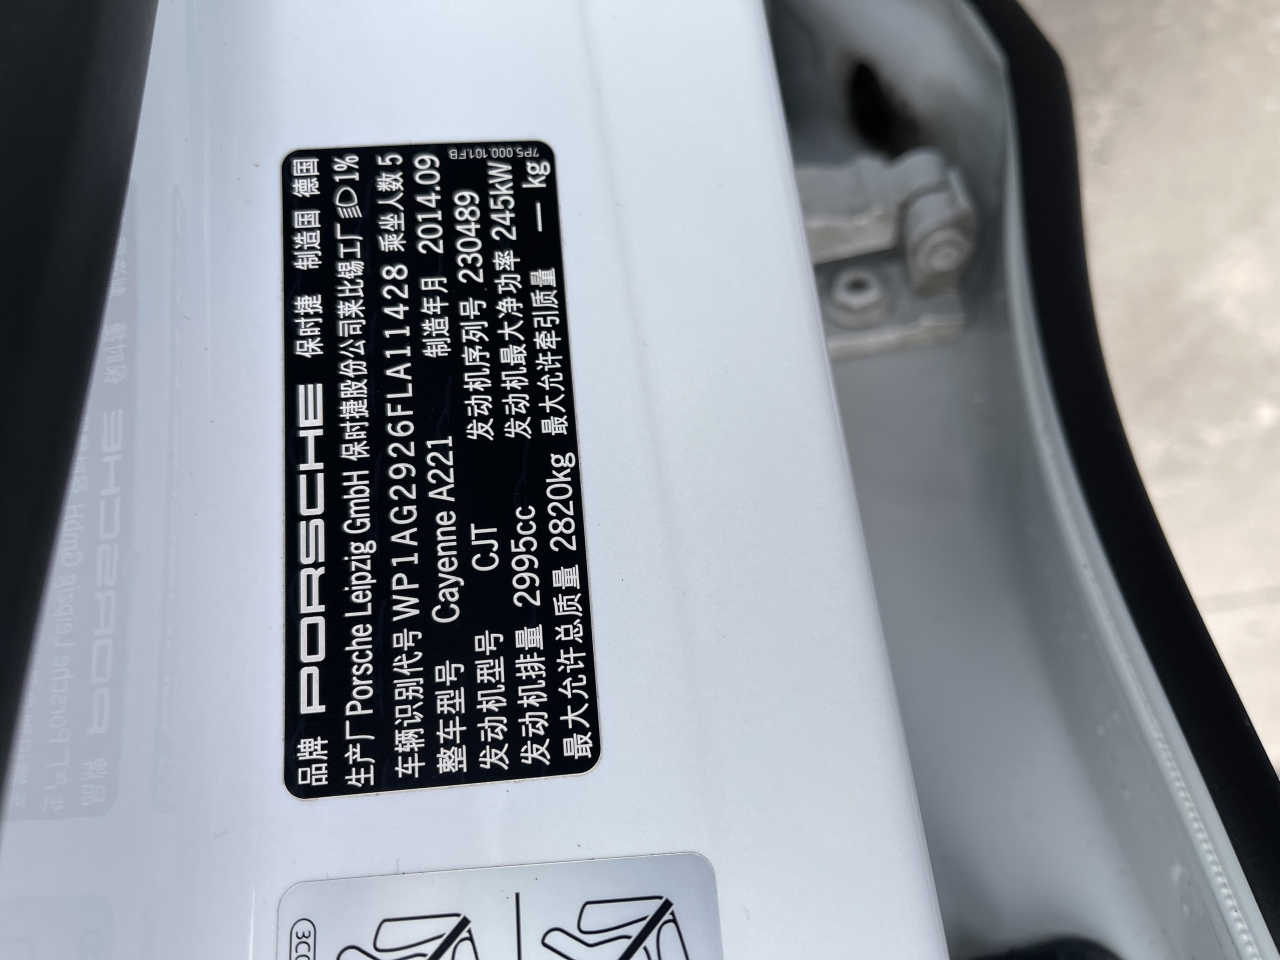 品牌 PORSCHE 保时捷 制造国 德国
生产厂 Porsche Leipzig GmbH 保时捷股份公司莱比锡工厂 1%
车辆识别代号 WP1AG2926FLA11428 乘坐人数 5
整车型号 Cayenne A221 制造年月 2014.09
发动机型号 CJT 发动机序列号 230489
发动机排量 2995cc 发动机最大净功率 245kW
最大允许总质量 2820kg 最大允许牵引质量 — kg
7P5.000.101.FB